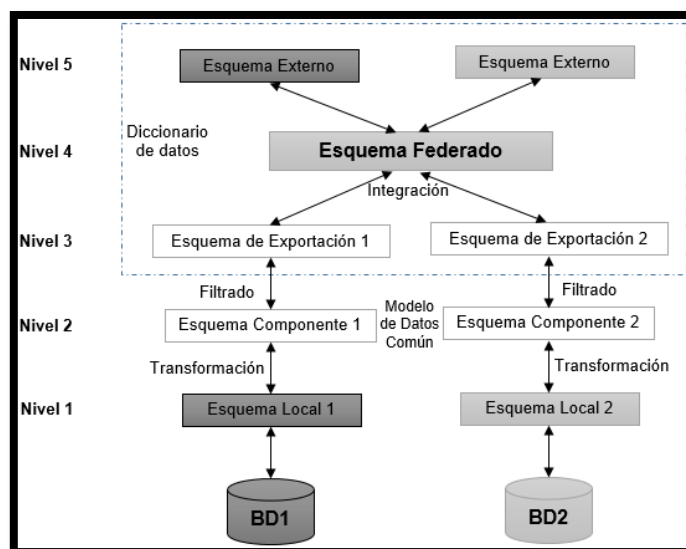 Nivel 5
Esquema Externo
Esquema Externo
Diccionario
de datos
Nivel 4
Esquema Federado
Integración
Nivel 3
Esquema de Exportación 1
Esquema de Exportación 2
Filtrado
Filtrado
Nivel 2
Esquema Componente 1
Modelo
de Datos
Común
Esquema Componente 2
Transformación
Transformación
Nivel 1
Esquema Local 1
Esquema Local 2
BD1
BD2